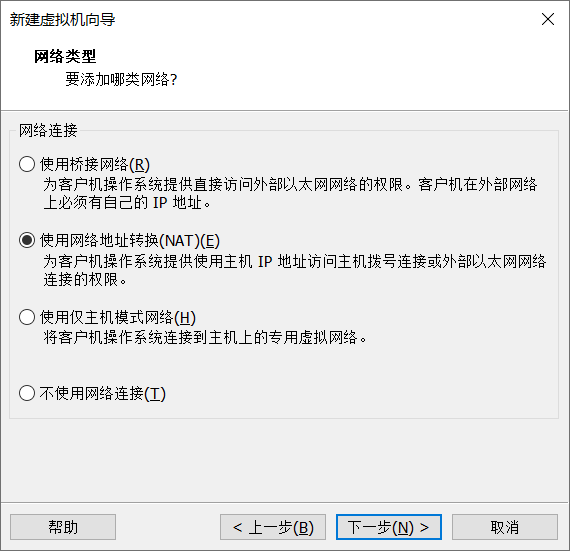 新建虚拟机向导
网络类型
要添加哪类网络?
网络连接
使用桥接网络(R)
为客户机操作系统提供直接访问外部以太网网络的权限。客户机在外部网络
上必须有自己的 IP 地址。
使用网络地址转换(NAT)(E)
为客户机操作系统提供使用主机 IP 地址访问主机拨号连接或外部以太网网络
连接的权限。
使用仅主机模式网络(H)
将客户机操作系统连接到主机上的专用虚拟网络。
不使用网络连接(T)
帮助
< 上一步(B)
下一步(N) >
取消